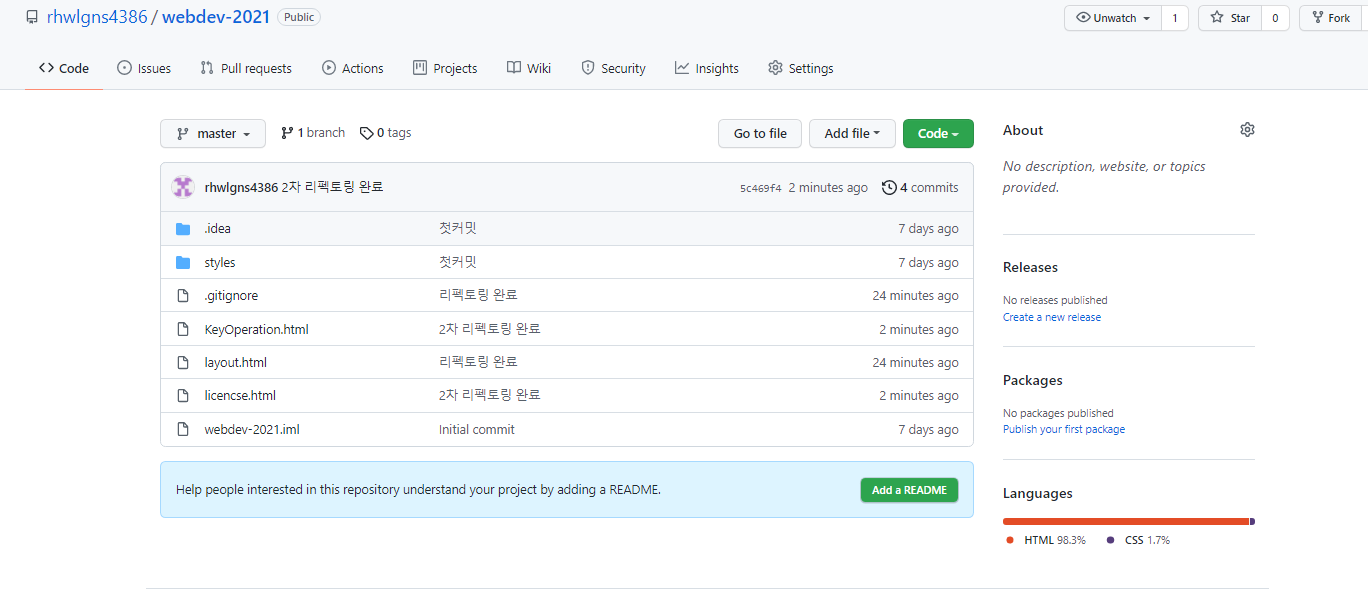 rhwlgns4386 / webdev-2021 Public
Unwatch 1 Star 0 Fork
Code Issues Pull requests Actions Projects Wiki Security Insights Settings
master 1 branch 0 tags Go to file Add file Code
rhwlgns4386 2차 리펙토링 완료 5c469f4 2 minutes ago 4 commits
.idea 첫커밋 7 days ago
styles 첫커밋 7 days ago
.gitignore 리펙토링 완료 24 minutes ago
KeyOperation.html 2차 리펙토링 완료 2 minutes ago
layout.html 리펙토링 완료 24 minutes ago
licencse.html 2차 리펙토링 완료 2 minutes ago
webdev-2021.iml Initial commit 7 days ago
Help people interested in this repository understand your project by adding a README. Add a README
About
No description, website, or topics
provided.
Releases
No releases published
Create a new release
Packages
No packages published
Publish your first package
Languages
HTML 98.3% CSS 1.7%